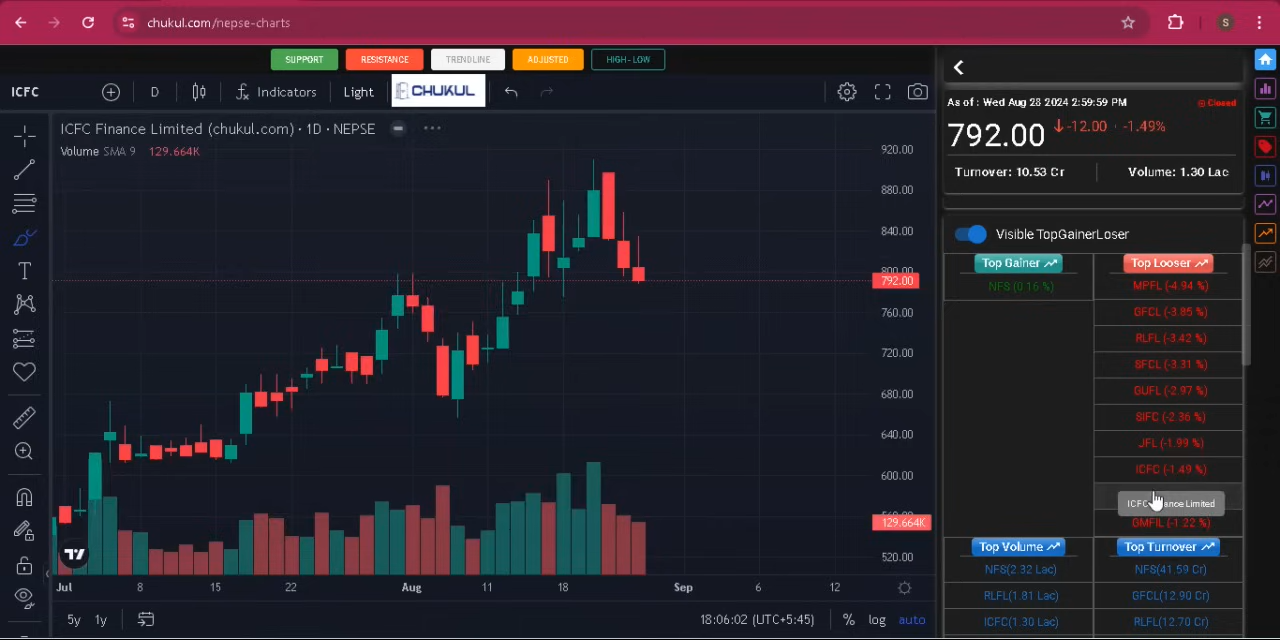 chukul.com/nepse-charts
S
SUPPORT
RESISTANCE
TRENDLINE
ADJUSTED
HIGH-LOW
ICFC
D
Indicators
Light
CHUKUL
ICFC Finance Limited (chukul.com) · 1D · NEPSE
Volume SMA 9 129.664K
920.00
880.00
840.00
800.00
792.00
760.00
720.00
680.00
640.00
600.00
129.664K
520.00
Jul 8 15 22 Aug 11 18 Sep 6 12
5y 1y
18:06:02 (UTC+5:45)
% log auto
As of : Wed Aug 28 2024 2:59:59 PM
Closed
792.00 -12.00 · -1.49%
Turnover: 10.53 Cr
Volume: 1.30 Lac
Visible TopGainerLoser
Top Gainer
NFS (0.16 %)
Top Looser
MPFL (-4.94 %)
GFCL (-3.85 %)
RLFL (-3.42 %)
SFCL (-3.31 %)
GUFL (-2.97 %)
SIFC (-2.36 %)
JFL (-1.99 %)
ICFC (-1.49 %)
GMFIL (-1.22 %)
Top Volume
NFS(2.32 Lac)
RLFL(1.81 Lac)
ICFC(1.30 Lac)
Top Turnover
NFS(41.59 Cr)
GFCL(12.90 Cr)
RLFL(12.70 Cr)